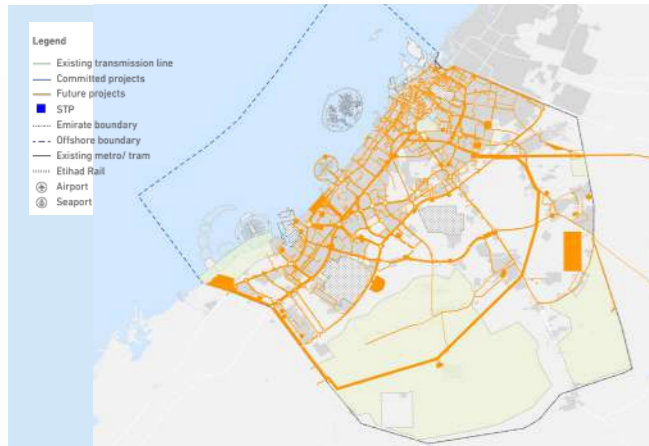 Legend
Existing transmission line
Committed projects
Future projects
STP
Emirate boundary
Offshore boundary
Existing metro/ tram
Etihad Rail
Airport
Seaport